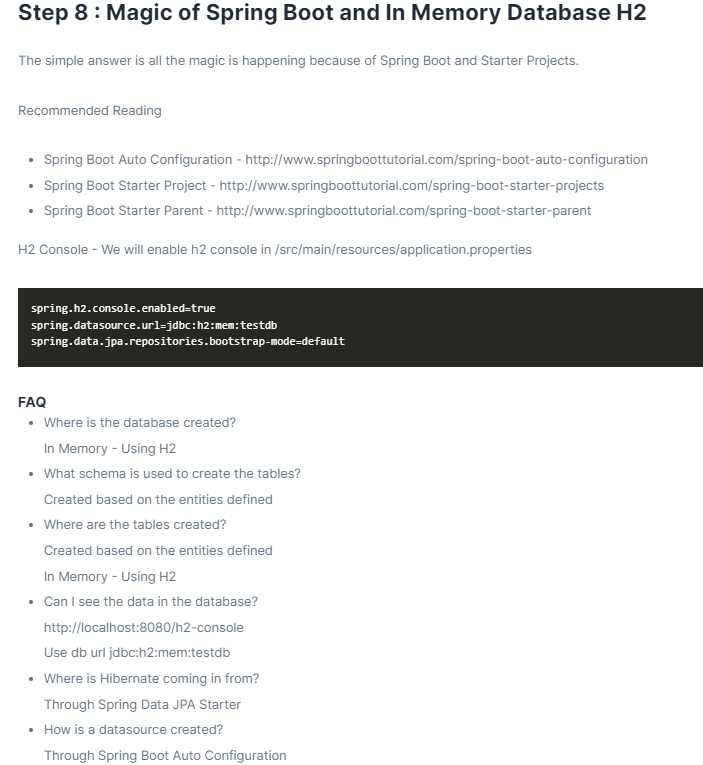 Step 8 : Magic of Spring Boot and In Memory Database H2
The simple answer is all the magic is happening because of Spring Boot and Starter Projects.
Recommended Reading
• Spring Boot Auto Configuration - http://www.springboottutorial.com/spring-boot-auto-configuration
• Spring Boot Starter Project - http://www.springboottutorial.com/spring-boot-starter-projects
• Spring Boot Starter Parent - http://www.springboottutorial.com/spring-boot-starter-parent
H2 Console - We will enable h2 console in /src/main/resources/application.properties
spring.h2.console.enabled=true
spring.datasource.url=jdbc:h2:mem:testdb
spring.data.jpa.repositories.bootstrap-mode=default
FAQ
• Where is the database created?
In Memory - Using H2
• What schema is used to create the tables?
Created based on the entities defined
• Where are the tables created?
Created based on the entities defined
In Memory - Using H2
• Can I see the data in the database?
http://localhost:8080/h2-console
Use db url jdbc:h2:mem:testdb
• Where is Hibernate coming in from?
Through Spring Data JPA Starter
• How is a datasource created?
Through Spring Boot Auto Configuration